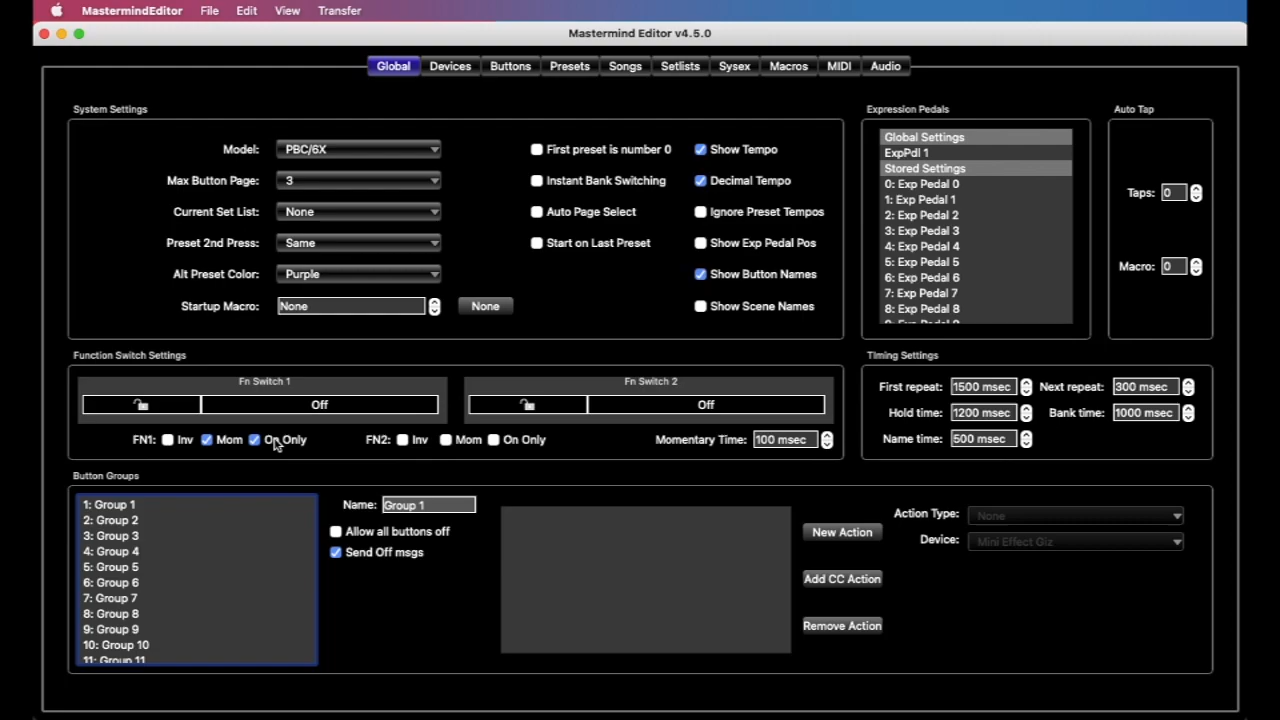 MastermindEditor File Edit View Transfer
Mastermind Editor v4.5.0
Global Devices Buttons Presets Songs Setlists Sysex Macros MIDI Audio
System Settings
Model: PBC/6X
Max Button Page: 3
Current Set List: None
Preset 2nd Press: Same
Alt Preset Color: Purple
Startup Macro: None None
First preset is number 0
Instant Bank Switching
Auto Page Select
Start on Last Preset
Show Tempo
Decimal Tempo
Ignore Preset Tempos
Show Exp Pedal Pos
Show Button Names
Show Scene Names
Expression Pedals
Global Settings
ExpPdl 1
Stored Settings
0: Exp Pedal 0
1: Exp Pedal 1
2: Exp Pedal 2
3: Exp Pedal 3
4: Exp Pedal 4
5: Exp Pedal 5
6: Exp Pedal 6
7: Exp Pedal 7
8: Exp Pedal 8
9: Exp Pedal 9
Auto Tap
Taps: 0
Macro: 0
Function Switch Settings
Fn Switch 1
Off
Fn Switch 2
Off
FN1: Inv Mom On Only
FN2: Inv Mom On Only
Momentary Time: 100 msec
Timing Settings
First repeat: 1500 msec Next repeat: 300 msec
Hold time: 1200 msec Bank time: 1000 msec
Name time: 500 msec
Button Groups
1: Group 1
2: Group 2
3: Group 3
4: Group 4
5: Group 5
6: Group 6
7: Group 7
8: Group 8
9: Group 9
10: Group 10
11: Group 11
Name: Group 1
Allow all buttons off
Send Off msgs
New Action
Add CC Action
Remove Action
Action Type: None
Device: Mini Effect Giz